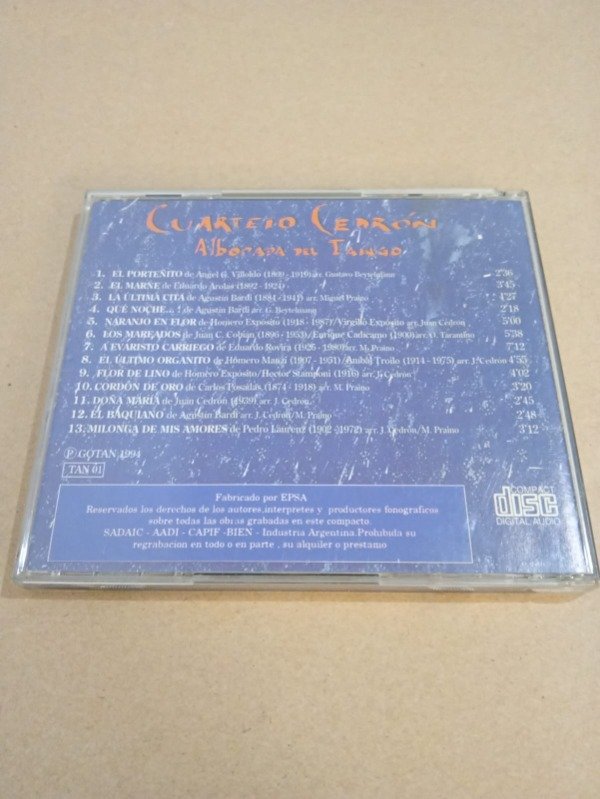 CUARTETO CEDRÓN
ALBORADA DEL TANGO
1. EL PORTEÑITO de Angel G. Villoldo (1869 - 1919)arr. Gustavo Beytelmann 2'36
2. EL MARNE de Eduardo Arolas (1892 - 1924) 3'45
3. LA ÚLTIMA CITA de Agustín Bardi (1884 - 1941) arr. Miguel Praino 4'27
4. QUÉ NOCHE... ! de Agustín Bardi arr. G. Beytelmann 2'18
5. NARANJO EN FLOR de Homero Expósito (1918 - 1987)/Virgilio Expósito arr. Juan Cedrón 5'00
6. LOS MAREADOS de Juan C. Cobián (1896 - 1953)/Enrique Cadícamo (1900)arr. O. Tarantino 5'38
7. A EVARISTO CARRIEGO de Eduardo Rovira (1925 - 1980)arr. M. Praino 7'12
8. EL ÚLTIMO ORGANITO de Homero Manzi (1907 - 1951)/Aníbal Troilo (1914 - 1975) arr. J. Cedrón 4'55
9. FLOR DE LINO de Homero Expósito/Hector Stamponi (1916) arr. J. Cedrón 4'02
10. CORDÓN DE ORO de Carlos Posadas (1874 - 1918) arr. M. Praino 3'20
11. DOÑA MARÍA de Juan Cedrón (1939) arr. J. Cedrón 2'45
12. EL BAQUIANO de Agustín Bardi arr. J. Cedrón/M. Praino 2'48
13. MILONGA DE MIS AMORES de Pedro Laurenz (1902 - 1972) arr. J. Cedrón/M. Praino 3'12
Ⓟ GOTAN 1994
TAN 01
Fabricado por EPSA
Reservados los derechos de los autores,interpretes y productores fonograficos
sobre todas las obras grabadas en este compacto.
SADAIC - AADI - CAPIF -BIEN - Industria Argentina.Prohibida su
regrabacion en todo o en parte , su alquiler o prestamo
COMPACT
disc
DIGITAL AUDIO